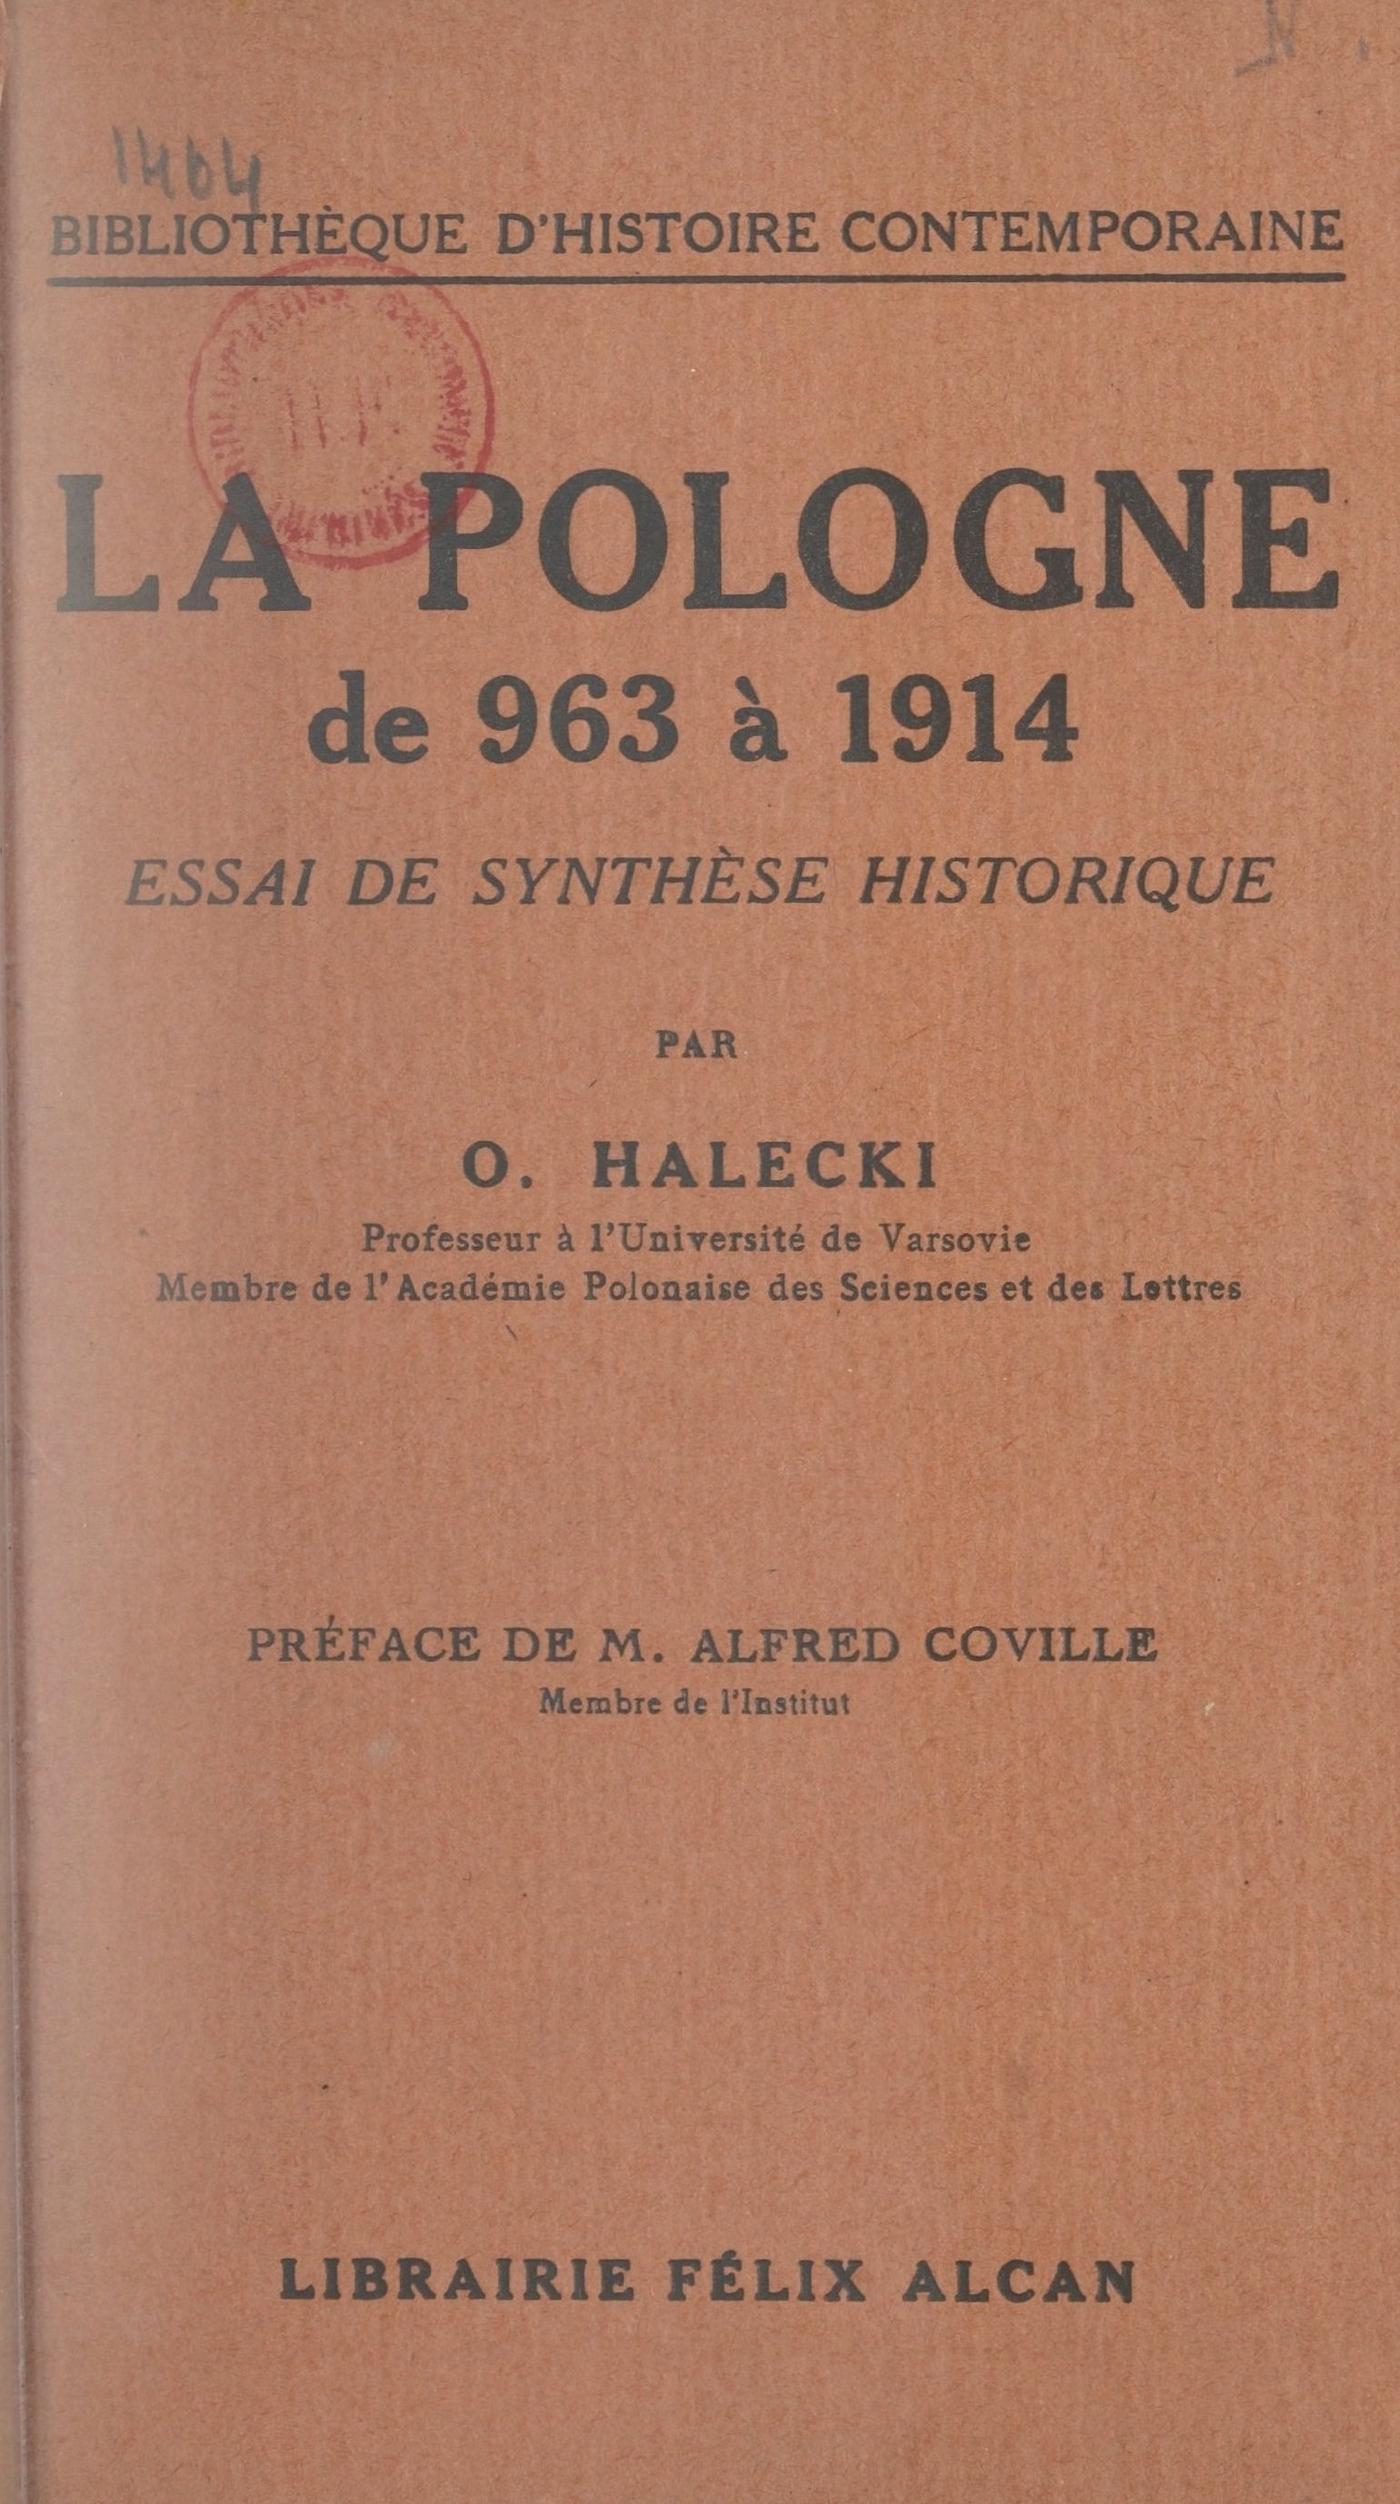 1404
BIBLIOTHÈQUE D'HISTOIRE CONTEMPORAINE
LA POLOGNE
de 963 à 1914
ESSAI DE SYNTHÈSE HISTORIQUE
PAR
O. HALECKI
Professeur à l'Université de Varsovie
Membre de l'Académie Polonaise des Sciences et des Lettres
PRÉFACE DE M. ALFRED COVILLE
Membre de l'Institut
LIBRAIRIE FÉLIX ALCAN